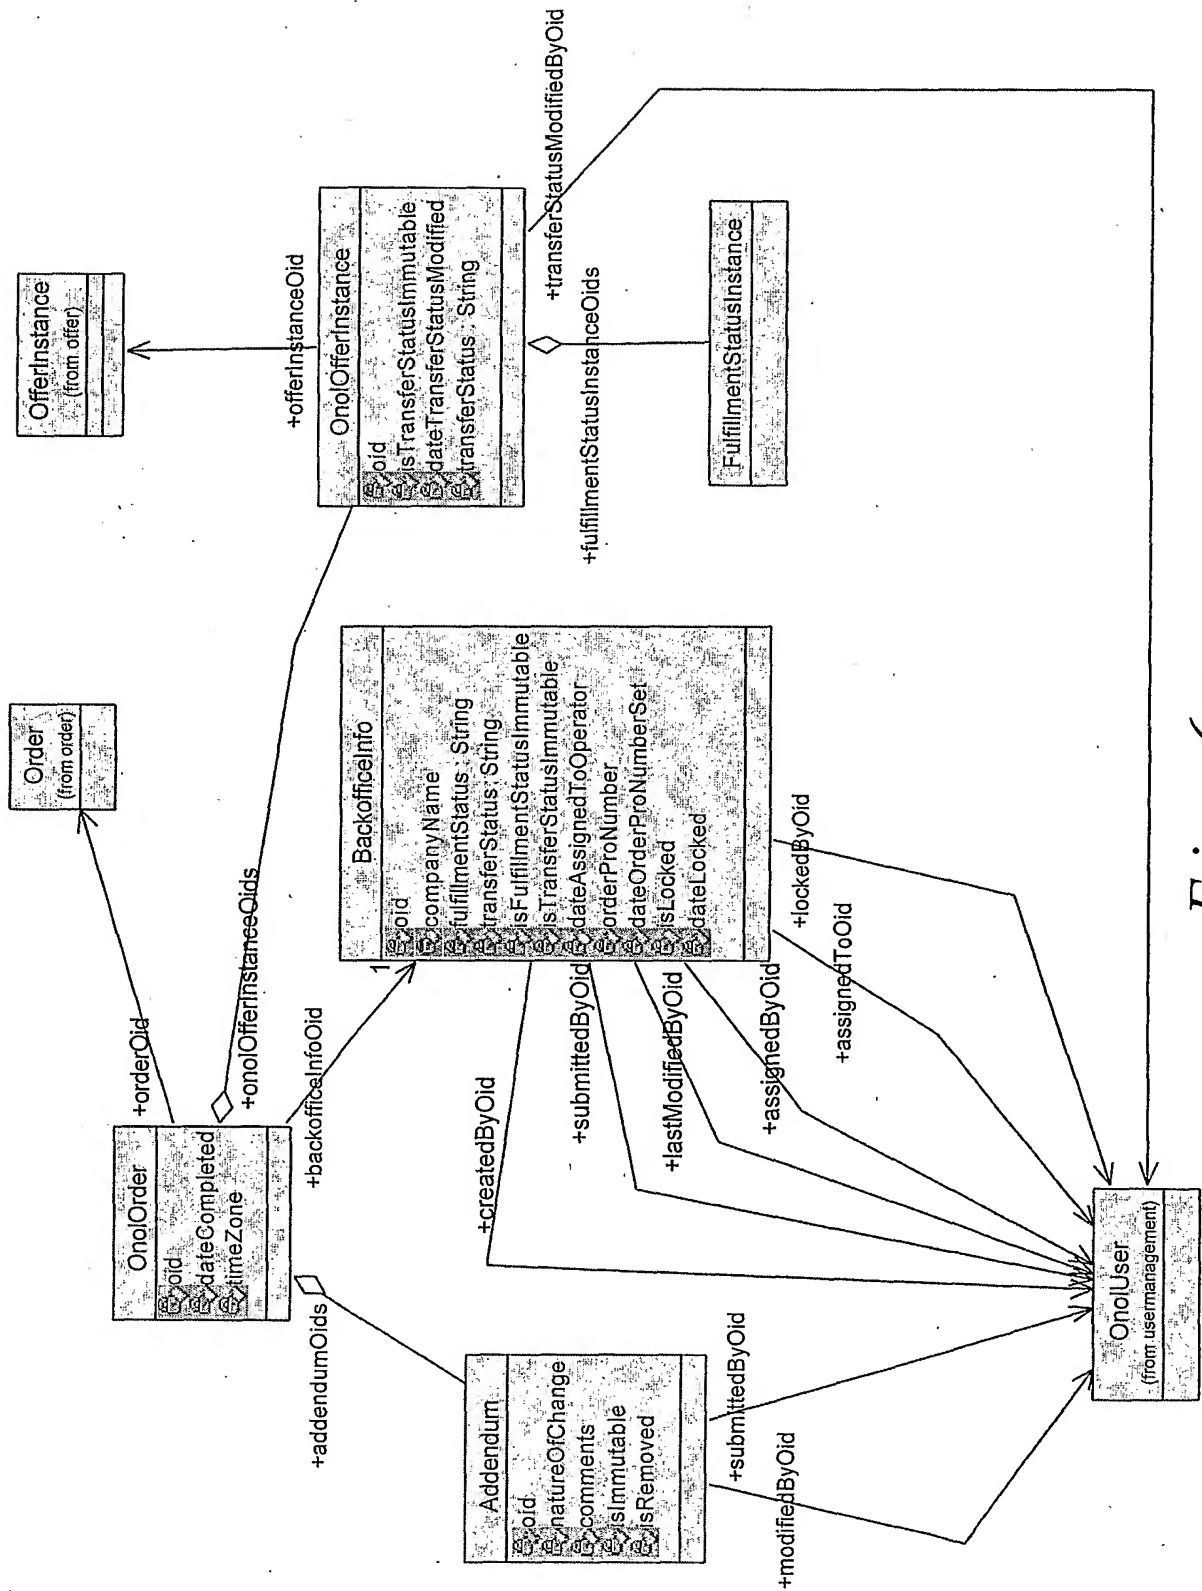 OfferInstance
(from offer)
+offerInstanceOid
OnolOfferInstance
oid
isTransferStatusImmutable
dateTransferStatusModified
transferStatus : String
+transferStatusModifiedByOid
+fulfillmentStatusInstanceOids
FulfillmentStatusInstance
Order
(from order)
+orderOid
+onolOfferInstanceOids
OnolOrder
oid
dateCompleted
timeZone
+backofficeInfoOid
1
BackofficeInfo
oid
companyName
fulfillmentStatus : String
transferStatus : String
isFulfillmentStatusImmutable
isTransferStatusImmutable
dateAssignedToOperator
orderProNumber
dateOrderProNumberSet
isLocked
dateLocked
+createdByOid
+submittedByOid
+lastModifiedByOid
+assignedByOid
+assignedToOid
+lockedByOid
+addendumOids
Addendum
oid
natureOfChange
comments
isImmutable
isRemoved
+submittedByOid
+modifiedByOid
OnolUser
(from usermanagement)